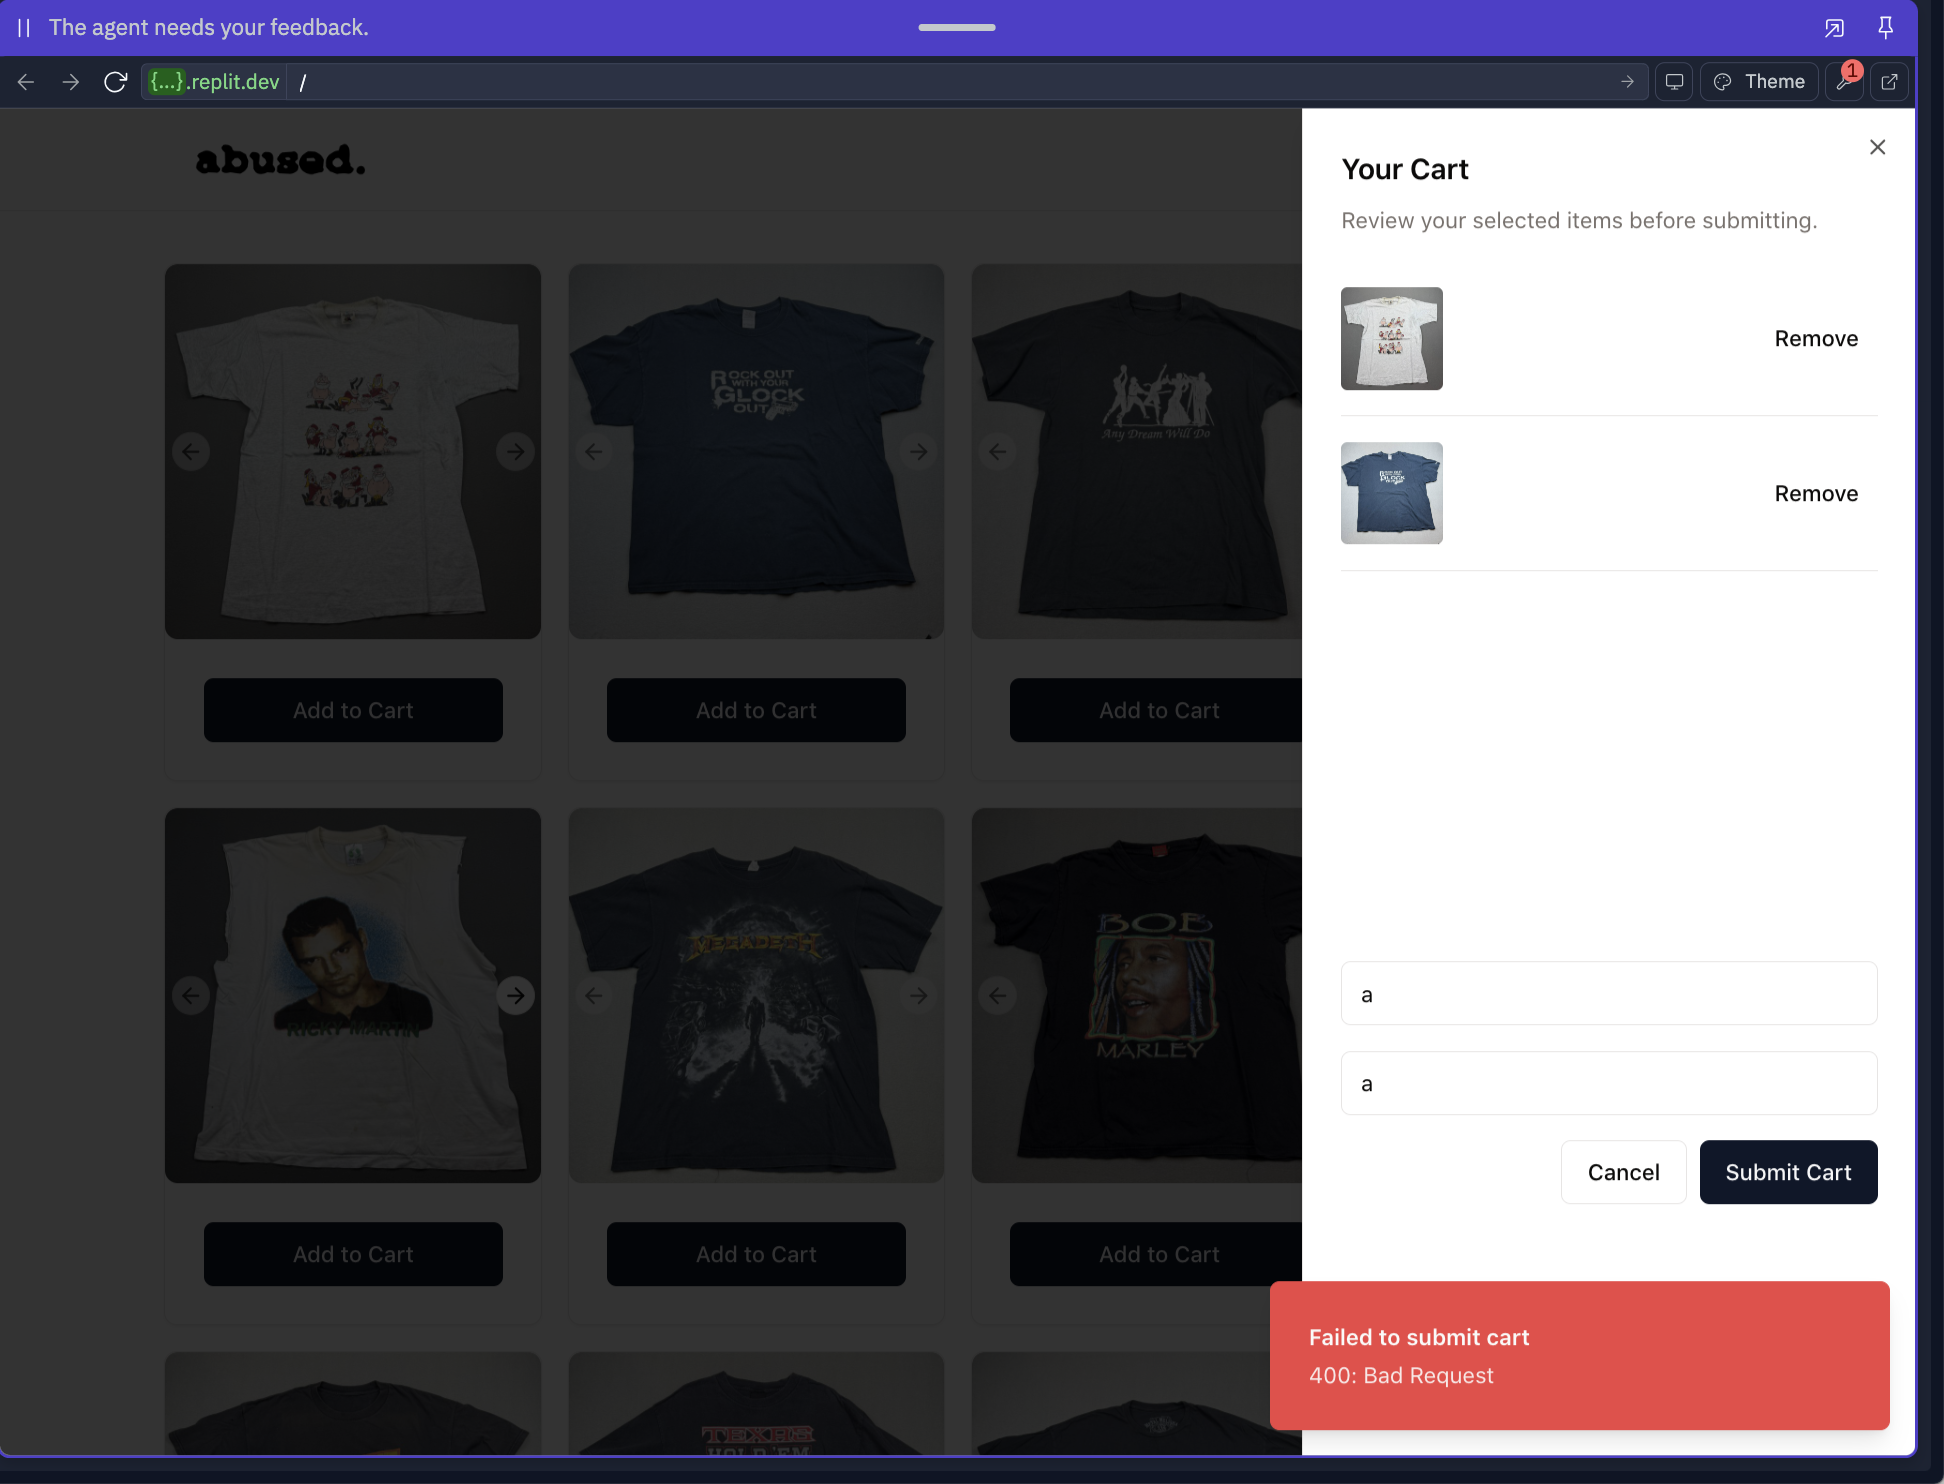 The agent needs your feedback.
{...}.replit.dev /
Theme
1
abused.
Your Cart
Review your selected items before submitting.
Remove
Remove
ROCK OUT
WITH YOUR
GLOCK
OUT
Any Dream Will Do
Add to Cart
Add to Cart
Add to Cart
RICKY MARTIN
MEGADETH
BOB
MARLEY
a
a
Cancel
Submit Cart
Add to Cart
Add to Cart
Add to Cart
Failed to submit cart
400: Bad Request
TEXAS
HOLD 'EM